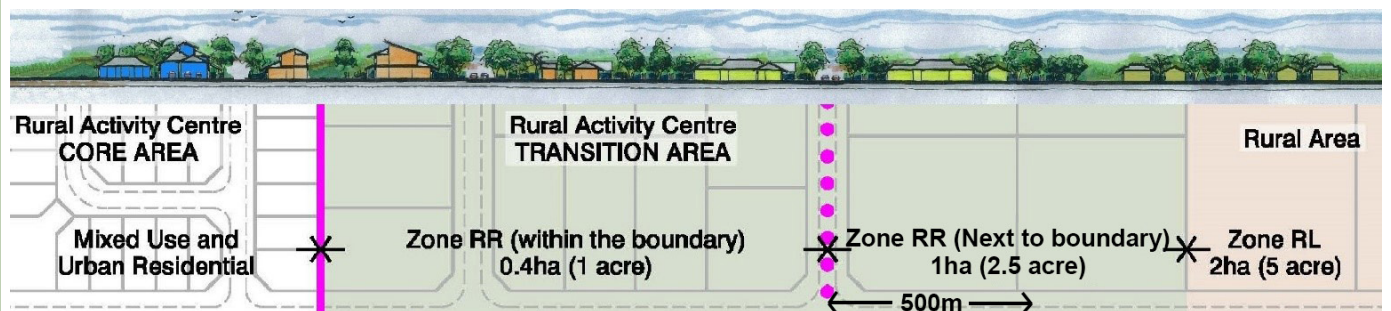 Rural Activity Centre
CORE AREA
Rural Activity Centre
TRANSITION AREA
Rural Area
Mixed Use and
Urban Residential
Zone RR (within the boundary)
0.4ha (1 acre)
Zone RR (Next to boundary)
1ha (2.5 acre)
Zone RL
2ha (5 acre)
500m